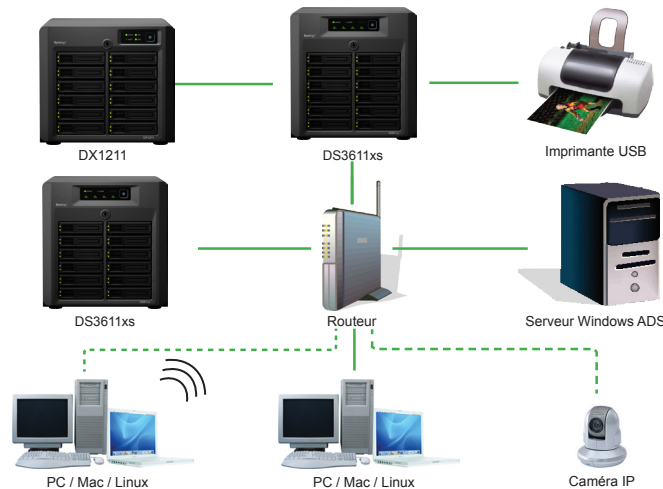 DX1211
DS3611xs
Imprimante USB
DS3611xs
Routeur
Serveur Windows ADS
PC / Mac / Linux
PC / Mac / Linux
Caméra IP